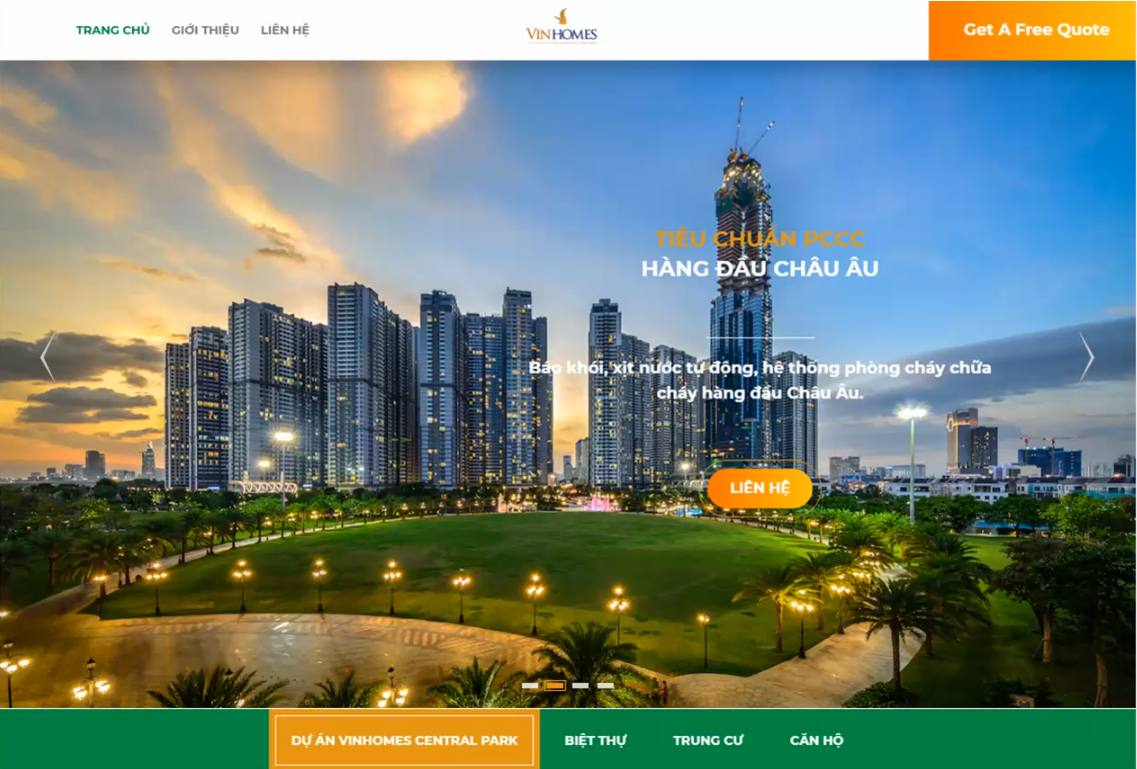 TRANG CHỦ
GIỚI THIỆU
LIÊN HỆ
VINHOMES
Get A Free Quote
TIÊU CHUẨN PCCC
HÀNG ĐẦU CHÂU ÂU
Báo khói, xịt nước tự động, hệ thống phòng cháy chữa
cháy hàng đầu Châu Âu.
LIÊN HỆ
DỰ ÁN VINHOMES CENTRAL PARK
BIỆT THỰ
TRUNG CƯ
CĂN HỘ